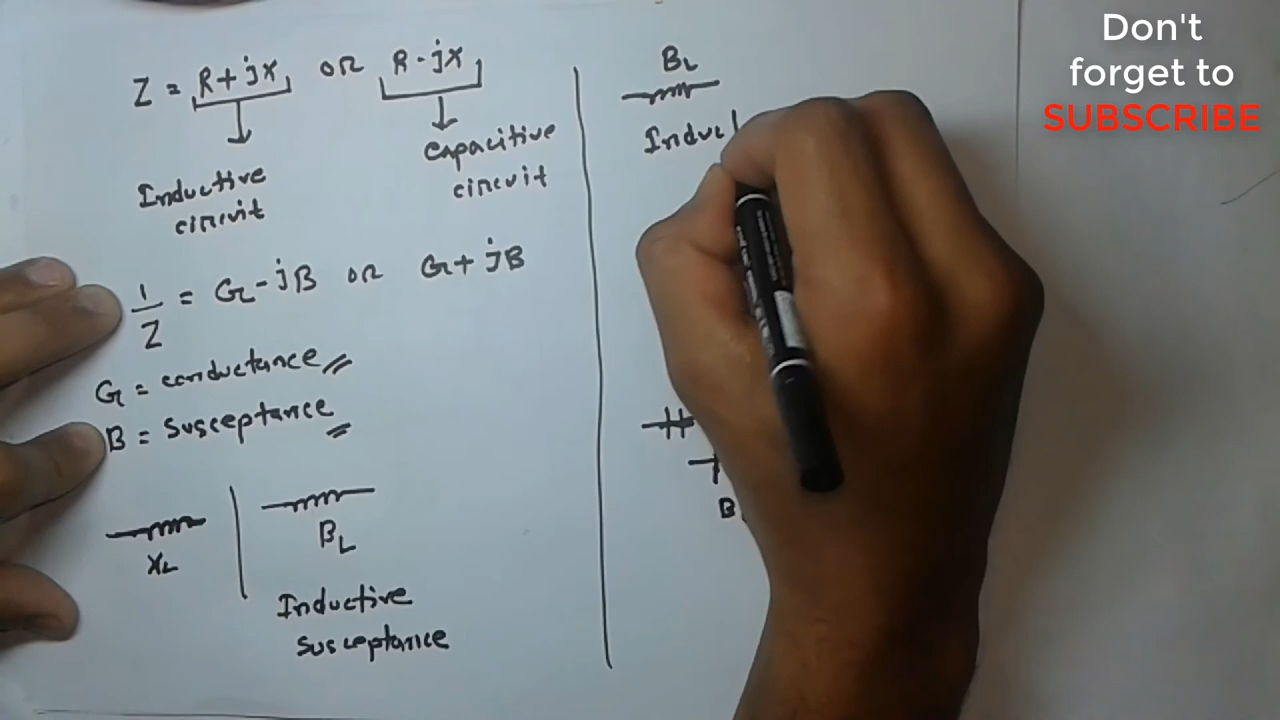 Z = R+jX or R-jX
Inductive
circuit
Capacitive
circuit
1/Z = G-jB or G+jB
G = conductance
B = susceptance
XL
BL
Inductive
susceptance
BL
Induct
B
Don't
forget to
SUBSCRIBE